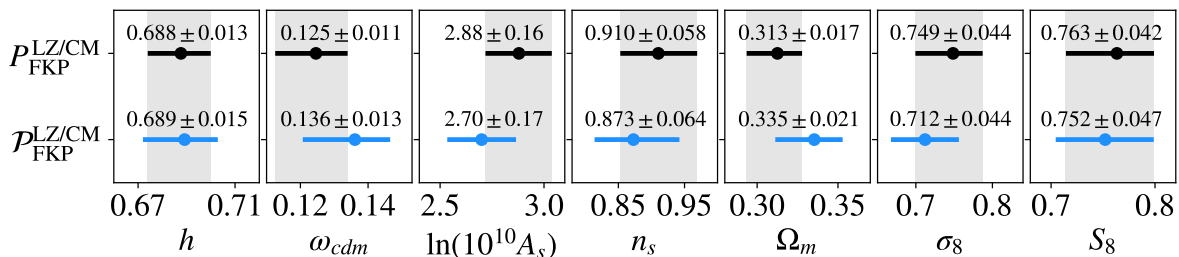 P_FKP^LZ/CM 0.688 ± 0.013 0.125 ± 0.011 2.88 ± 0.16 0.910 ± 0.058 0.313 ± 0.017 0.749 ± 0.044 0.763 ± 0.042
𝒫_FKP^LZ/CM 0.689 ± 0.015 0.136 ± 0.013 2.70 ± 0.17 0.873 ± 0.064 0.335 ± 0.021 0.712 ± 0.044 0.752 ± 0.047
0.67 0.71 0.12 0.14 2.5 3.0 0.85 0.95 0.30 0.35 0.7 0.8 0.7 0.8
h ω_cdm ln(10^10 A_s) n_s Ω_m σ_8 S_8